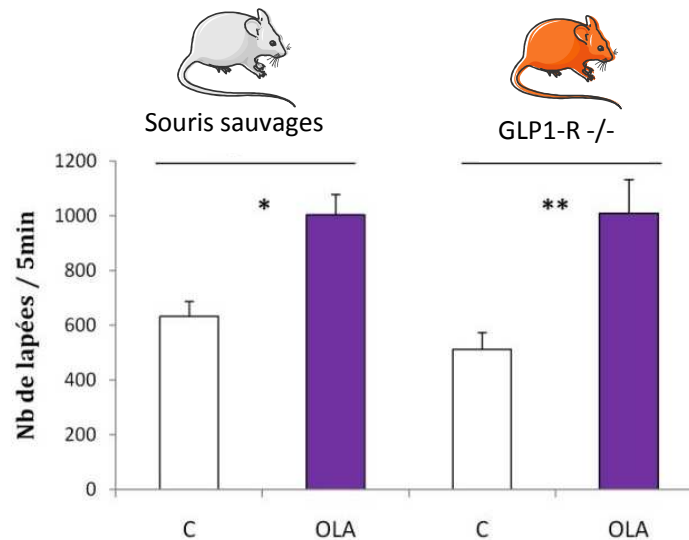 Souris sauvages
GLP1-R -/-
Nb de lapées / 5min
1200
1000
800
600
400
200
0
*
**
C
OLA
C
OLA